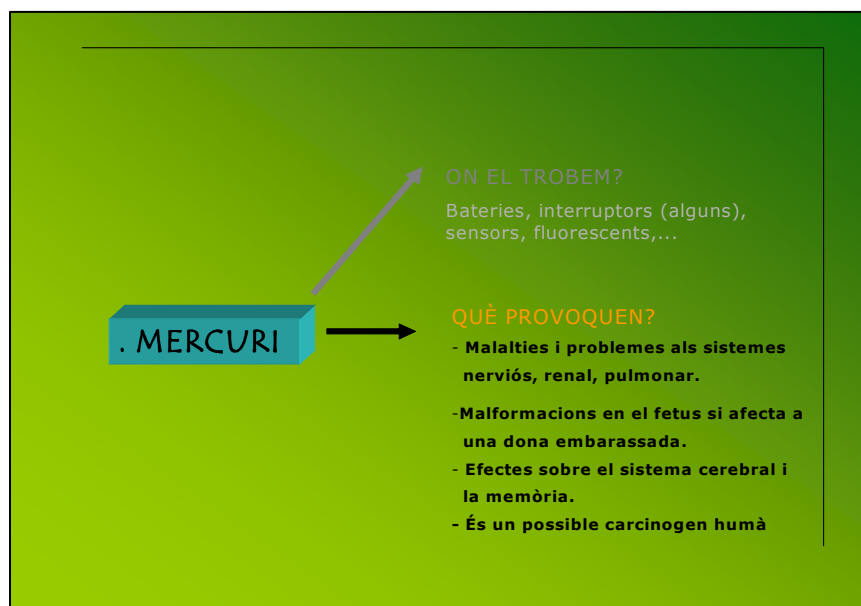 ON EL TROBEM?
Bateries, interruptors (alguns),
sensors, fluorescents,...
. MERCURI
QUÈ PROVOQUEN?
- Malalties i problemes als sistemes
nerviós, renal, pulmonar.
-Malformacions en el fetus si afecta a
una dona embarassada.
- Efectes sobre el sistema cerebral i
la memòria.
- És un possible carcinogen humà